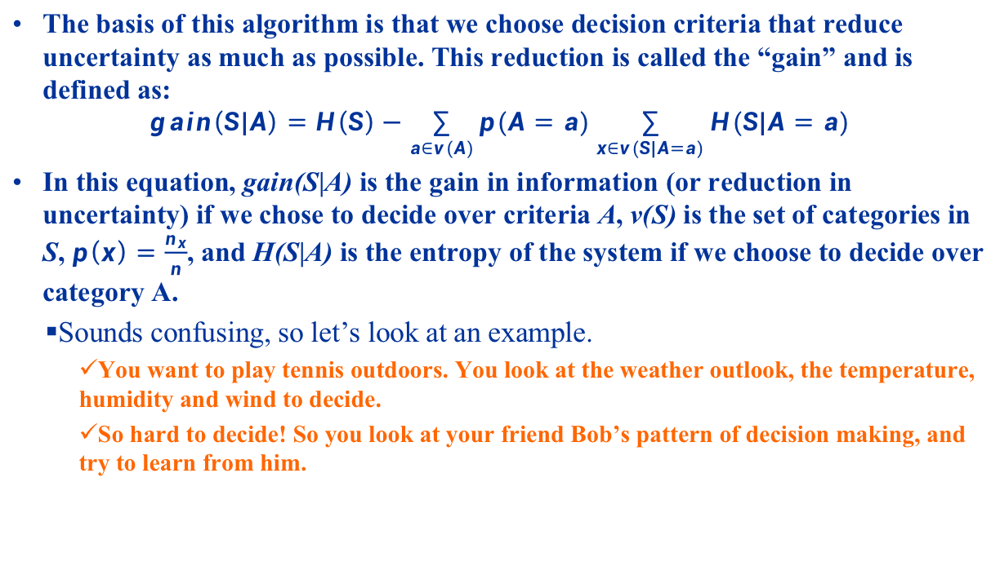 • The basis of this algorithm is that we choose decision criteria that reduce
uncertainty as much as possible. This reduction is called the “gain” and is
defined as:
gain(S|A) = H(S) − ∑ p(A = a) ∑ H(S|A = a)
a∈v(A) x∈v(S|A=a)
• In this equation, gain(S|A) is the gain in information (or reduction in
uncertainty) if we chose to decide over criteria A, v(S) is the set of categories in
S, p(x) = nₓ/n, and H(S|A) is the entropy of the system if we choose to decide over
category A.
▪Sounds confusing, so let’s look at an example.
✓You want to play tennis outdoors. You look at the weather outlook, the temperature,
humidity and wind to decide.
✓So hard to decide! So you look at your friend Bob’s pattern of decision making, and
try to learn from him.